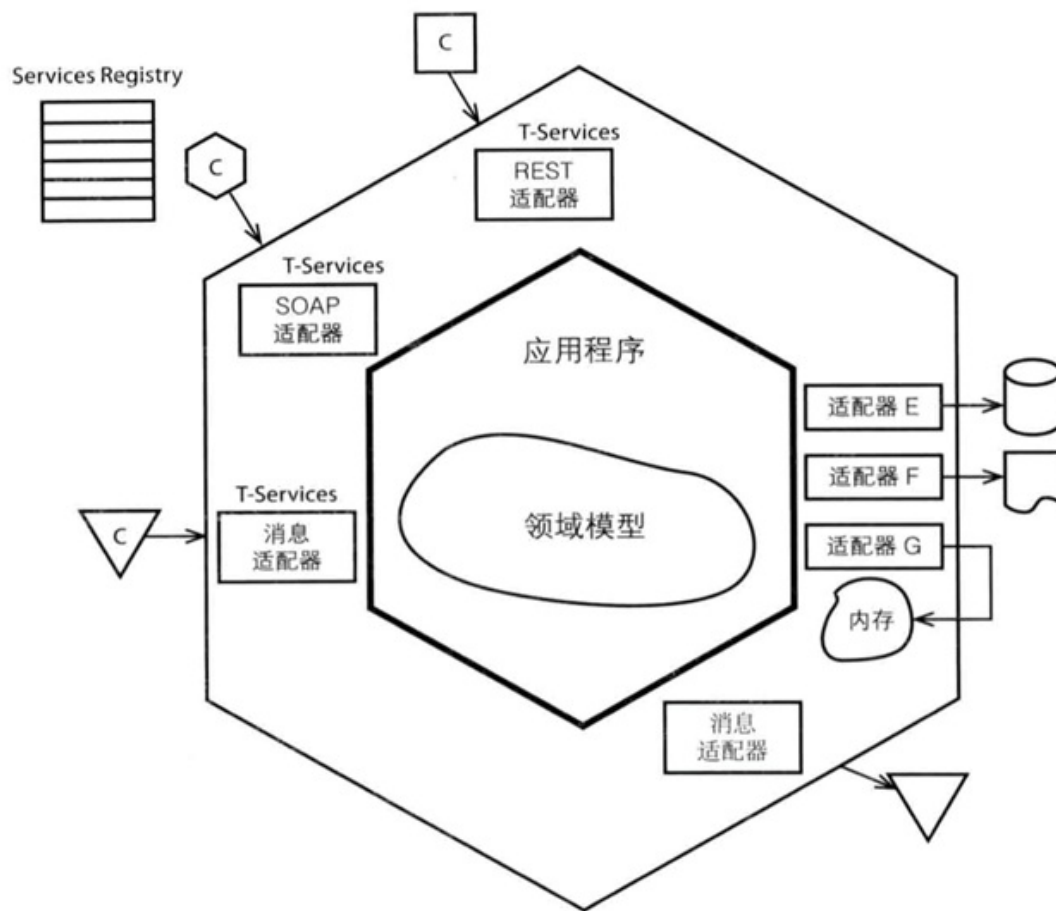 C
Services Registry
T-Services
REST
适配器
C
T-Services
SOAP
适配器
应用程序
适配器 E
适配器 F
T-Services
消息
适配器
C
领域模型
适配器 G
内存
消息
适配器